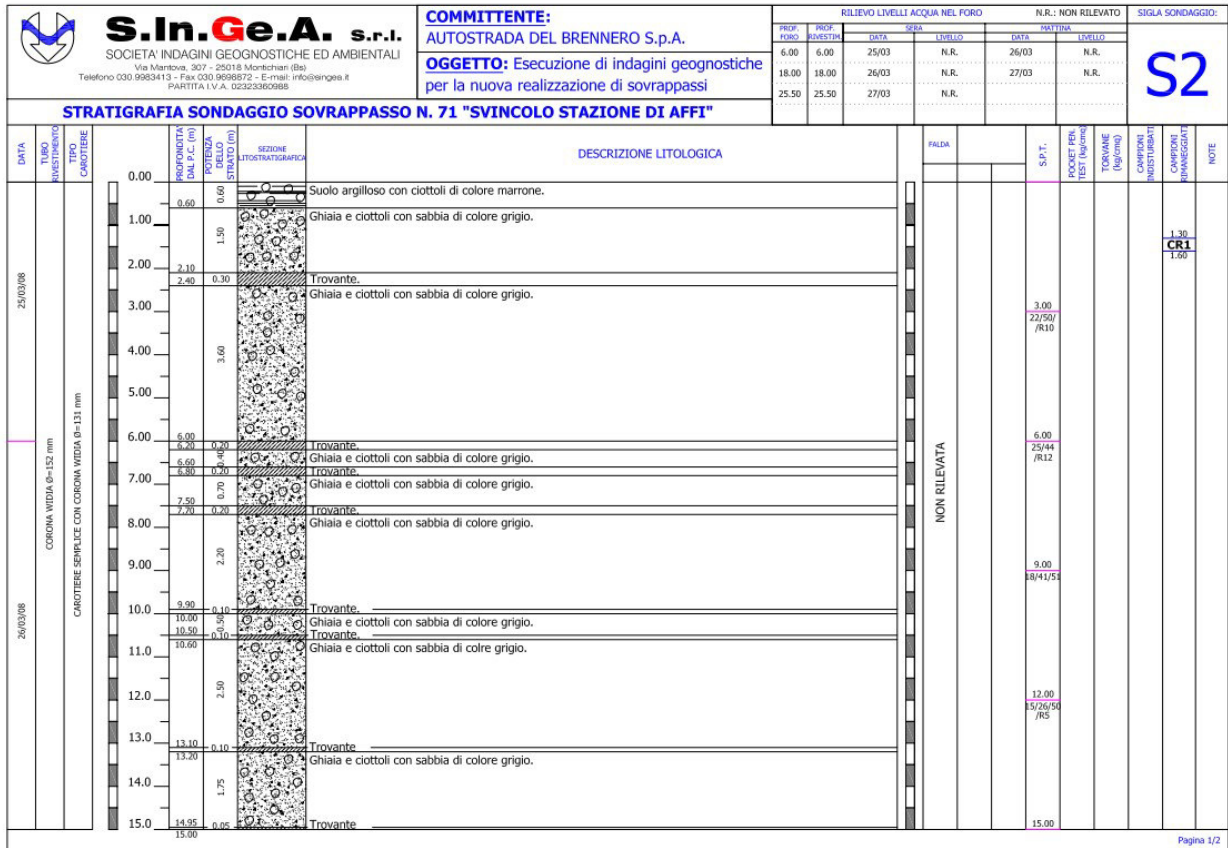 S.In.Ge.A. s.r.l.
SOCIETA' INDAGINI GEOGNOSTICHE ED AMBIENTALI
Via Mantova, 307 - 25018 Montichiari (Bs)
Telefono 030.9983413 - Fax 030.9698872 - E-mail: info@singea.it
PARTITA I.V.A. 02323360988
COMMITTENTE:
AUTOSTRADA DEL BRENNERO S.p.A.
OGGETTO: Esecuzione di indagini geognostiche
per la nuova realizzazione di sovrappassi
RILIEVO LIVELLI ACQUA NEL FORO N.R.: NON RILEVATO
PROF. FORO PROF. RIVESTIM. SERA MATTINA
DATA LIVELLO DATA LIVELLO
6.00 6.00 25/03 N.R. 26/03 N.R.
18.00 18.00 26/03 N.R. 27/03 N.R.
25.50 25.50 27/03 N.R.
SIGLA SONDAGGIO:
S2
STRATIGRAFIA SONDAGGIO SOVRAPPASSO N. 71 "SVINCOLO STAZIONE DI AFFI"
DATA
TUBO RIVESTIMENTO
TIPO CAROTIERE
PROFONDITA' DAL P.C. (m)
POTENZA DELLO STRATO (m)
SEZIONE LITOSTRATIGRAFICA
DESCRIZIONE LITOLOGICA
FALDA
S.P.T.
POCKET PEN. TEST (kg/cmq)
TORVANE (kg/cmq)
CAMPIONI INDISTURBATI
CAMPIONI RIMANEGGIATI
NOTE
25/03/08
26/03/08
CORONA WIDIA Ø=152 mm
CAROTIERE SEMPLICE CON CORONA WIDIA Ø=131 mm
0.00
1.00
2.00
3.00
4.00
5.00
6.00
7.00
8.00
9.00
10.0
11.0
12.0
13.0
14.0
15.0
0.60 0.60 Suolo argilloso con ciottoli di colore marrone.
2.10 1.50 Ghiaia e ciottoli con sabbia di colore grigio.
2.40 0.30 Trovante.
6.00 3.60 Ghiaia e ciottoli con sabbia di colore grigio.
6.20 0.20 Trovante.
6.60 0.40 Ghiaia e ciottoli con sabbia di colore grigio.
6.80 0.20 Trovante.
7.50 0.70 Ghiaia e ciottoli con sabbia di colore grigio.
7.70 0.20 Trovante.
9.90 2.20 Ghiaia e ciottoli con sabbia di colore grigio.
10.00 0.10 Trovante.
10.50 0.50 Ghiaia e ciottoli con sabbia di colore grigio.
10.60 0.10 Trovante.
13.10 2.50 Ghiaia e ciottoli con sabbia di colre grigio.
13.20 0.10 Trovante
14.95 1.75 Ghiaia e ciottoli con sabbia di colore grigio.
15.00 0.05 Trovante
NON RILEVATA
3.00
22/50/
/R10
6.00
25/44
/R12
9.00
18/41/51
12.00
15/26/50
/R5
15.00
1.30
CR1
1.60
Pagina 1/2